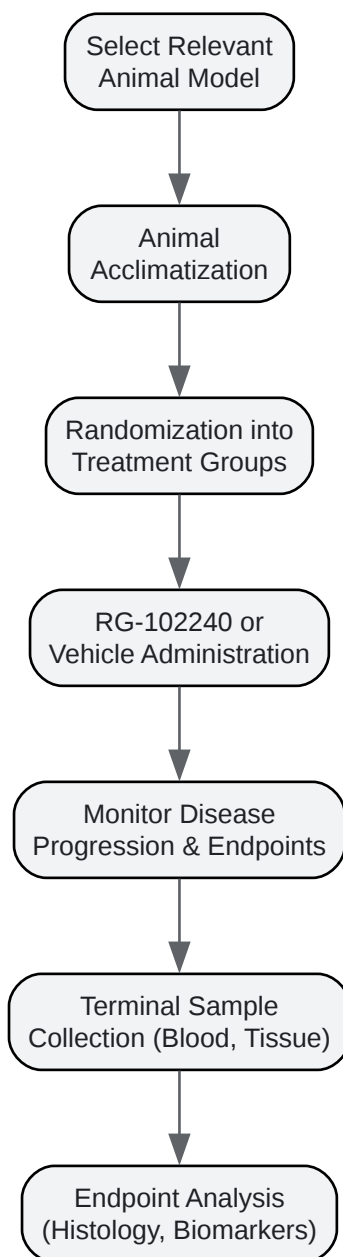 Select Relevant
Animal Model
Animal
Acclimatization
Randomization into
Treatment Groups
RG-102240 or
Vehicle Administration
Monitor Disease
Progression & Endpoints
Terminal Sample
Collection (Blood, Tissue)
Endpoint Analysis
(Histology, Biomarkers)